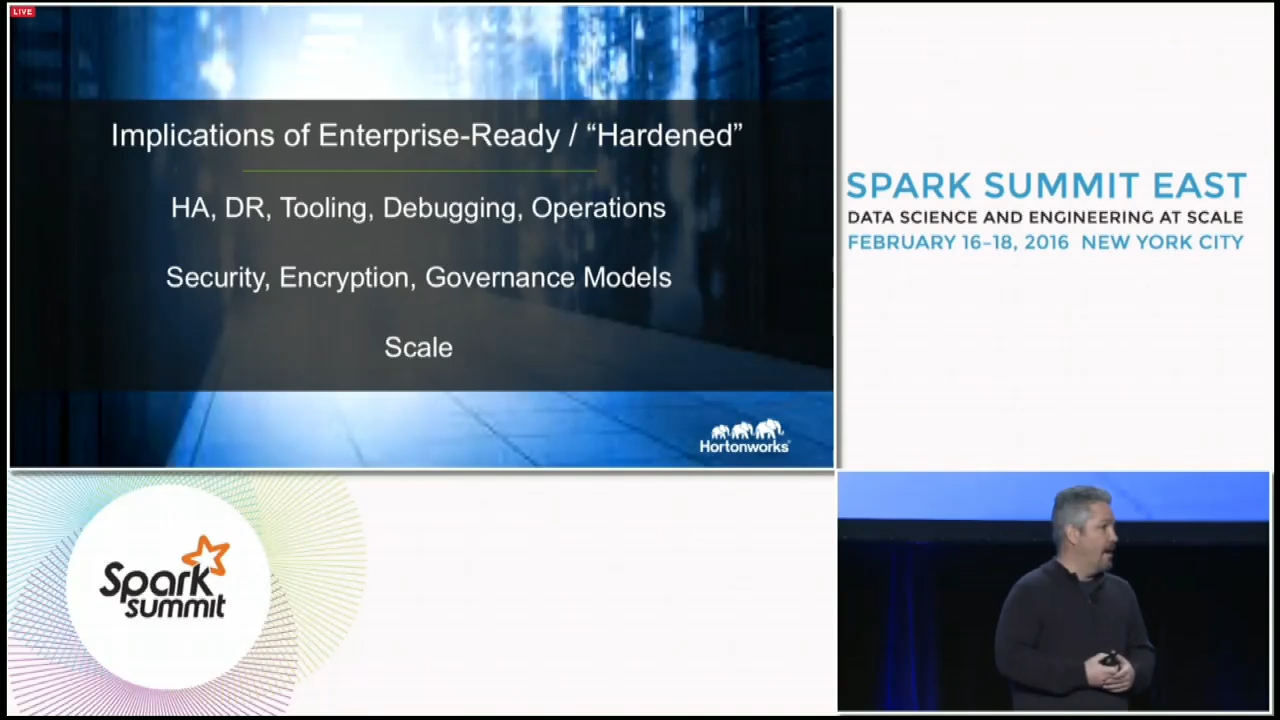 LIVE
Implications of Enterprise-Ready / “Hardened”
HA, DR, Tooling, Debugging, Operations
Security, Encryption, Governance Models
Scale
Hortonworks
SPARK SUMMIT EAST
DATA SCIENCE AND ENGINEERING AT SCALE
FEBRUARY 16–18, 2016 NEW YORK CITY
Spark
summit